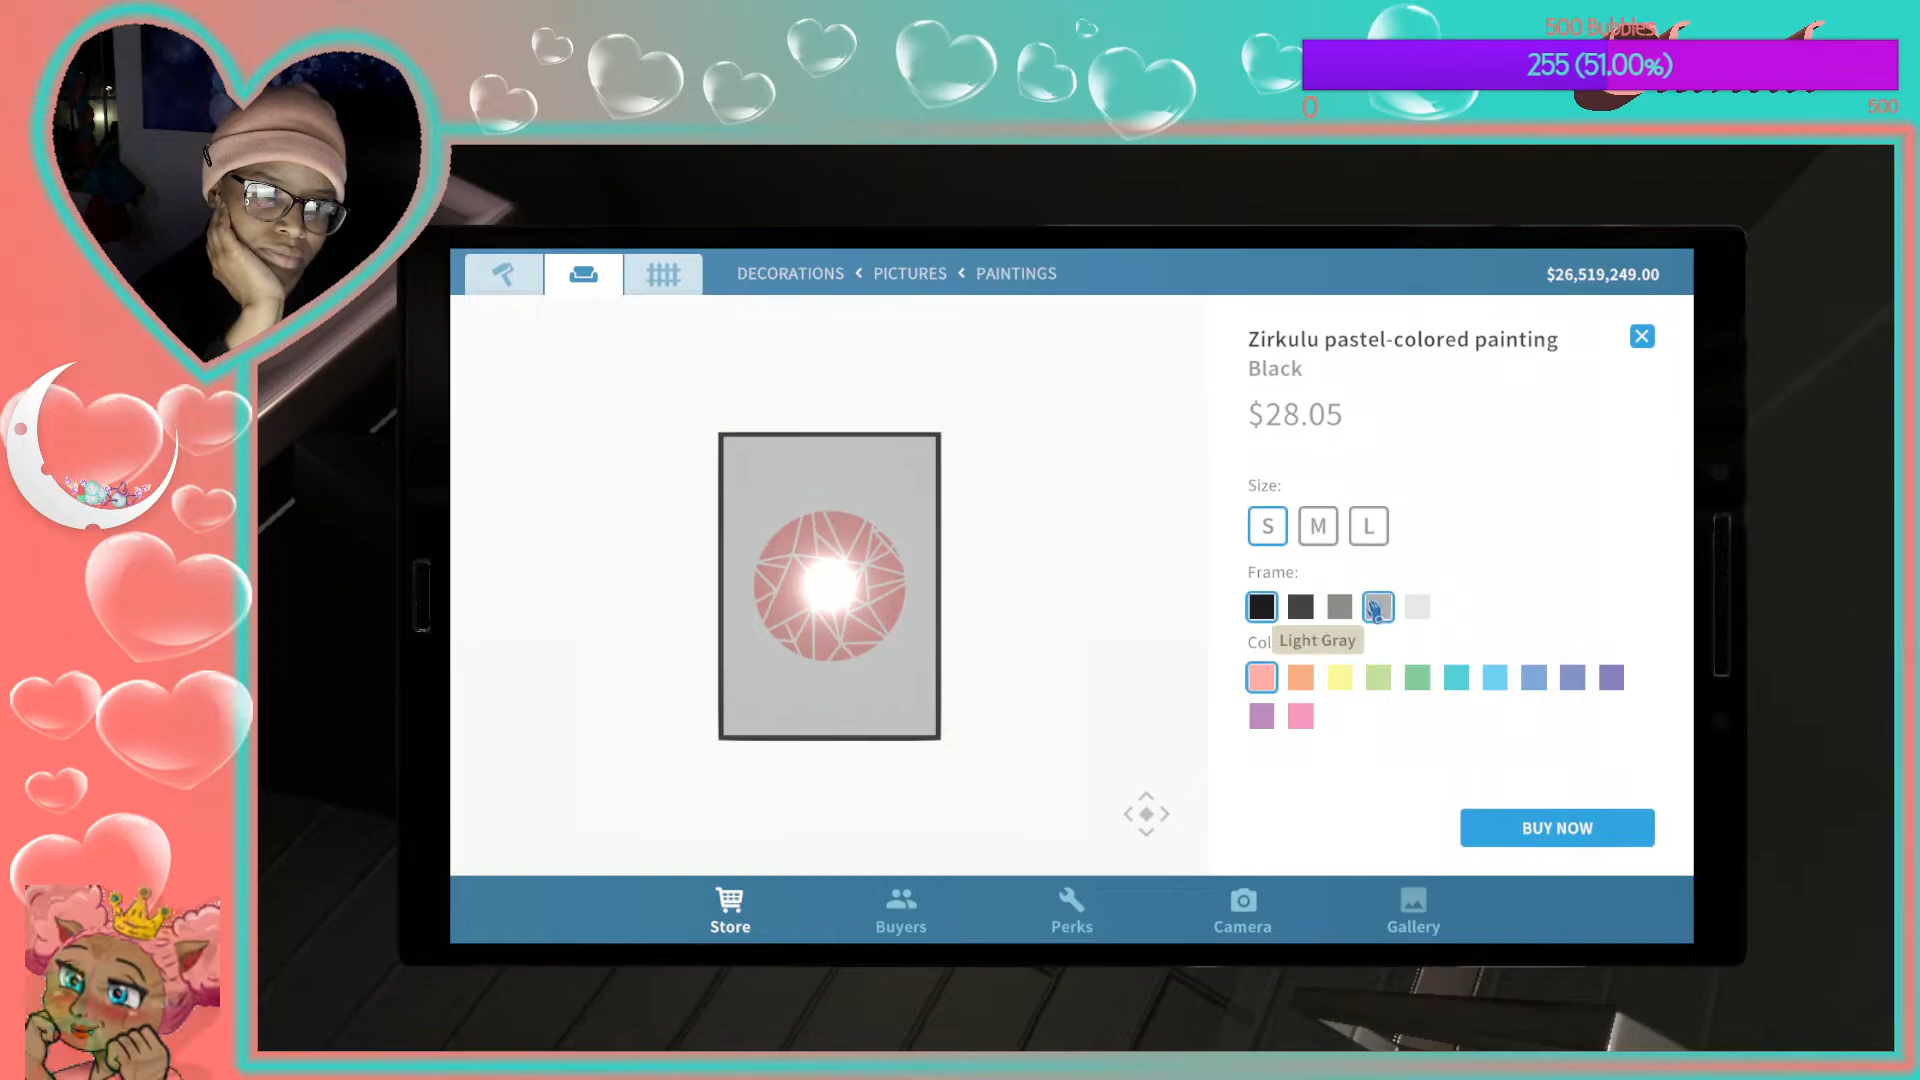 500 Bubbles
255 (51.00%)
0
500
DECORATIONS < PICTURES < PAINTINGS
$26,519,249.00
Zirkulu pastel-colored painting
Black
$28.05
Size:
S M L
Frame:
Col
Light Gray
BUY NOW
Store
Buyers
Perks
Camera
Gallery